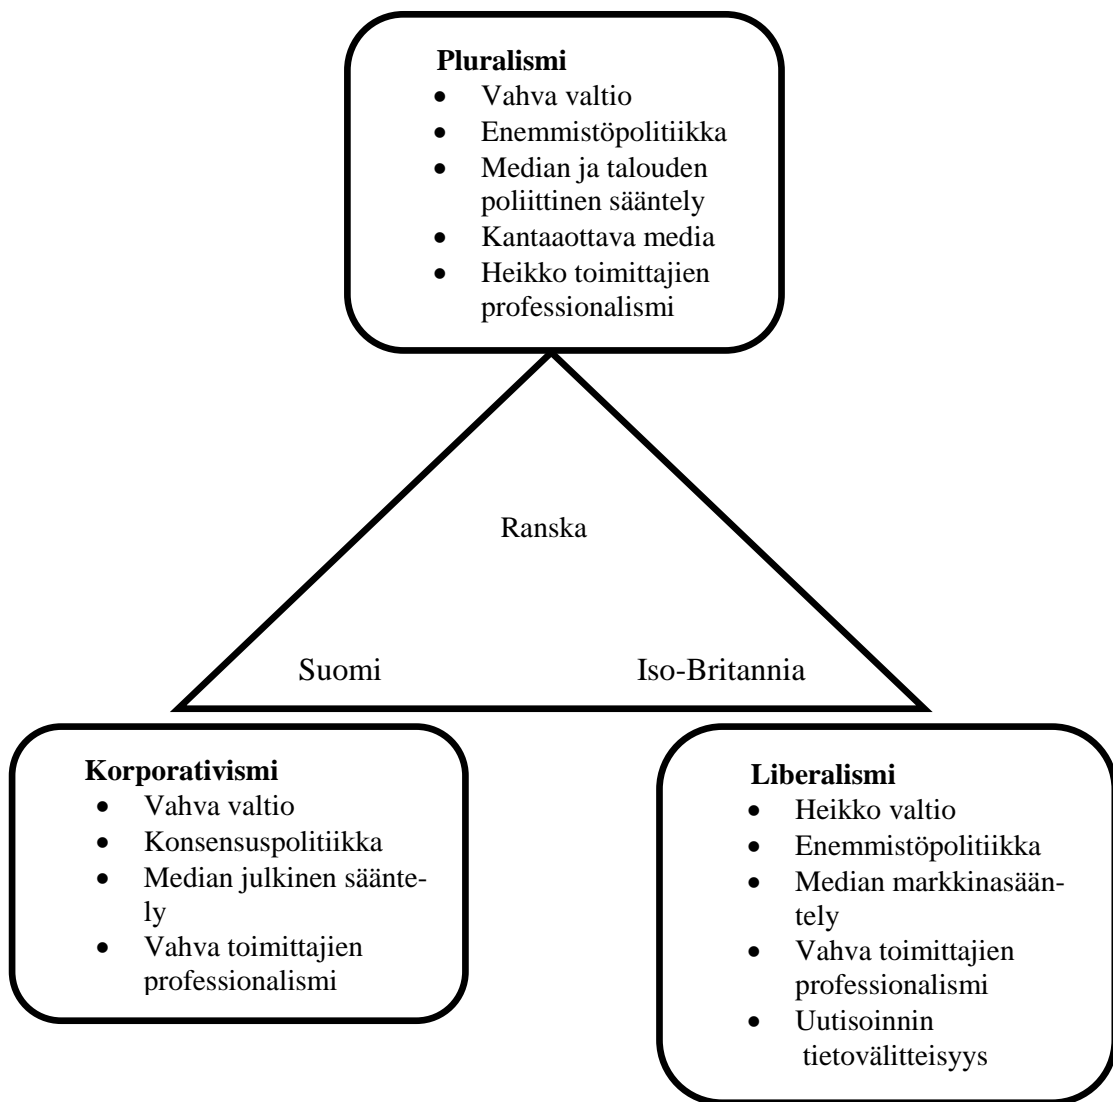 Pluralismi
• Vahva valtio
• Enemmistöpolitiikka
• Median ja talouden
poliittinen sääntely
• Kantaaottava media
• Heikko toimittajien
professionalismi
Ranska
Suomi
Iso-Britannia
Korporativismi
• Vahva valtio
• Konsensuspolitiikka
• Median julkinen säänte-
ly
• Vahva toimittajien
professionalismi
Liberalismi
• Heikko valtio
• Enemmistöpolitiikka
• Median markkinasään-
tely
• Vahva toimittajien
professionalismi
• Uutisoinnin
tietovälitteisyys